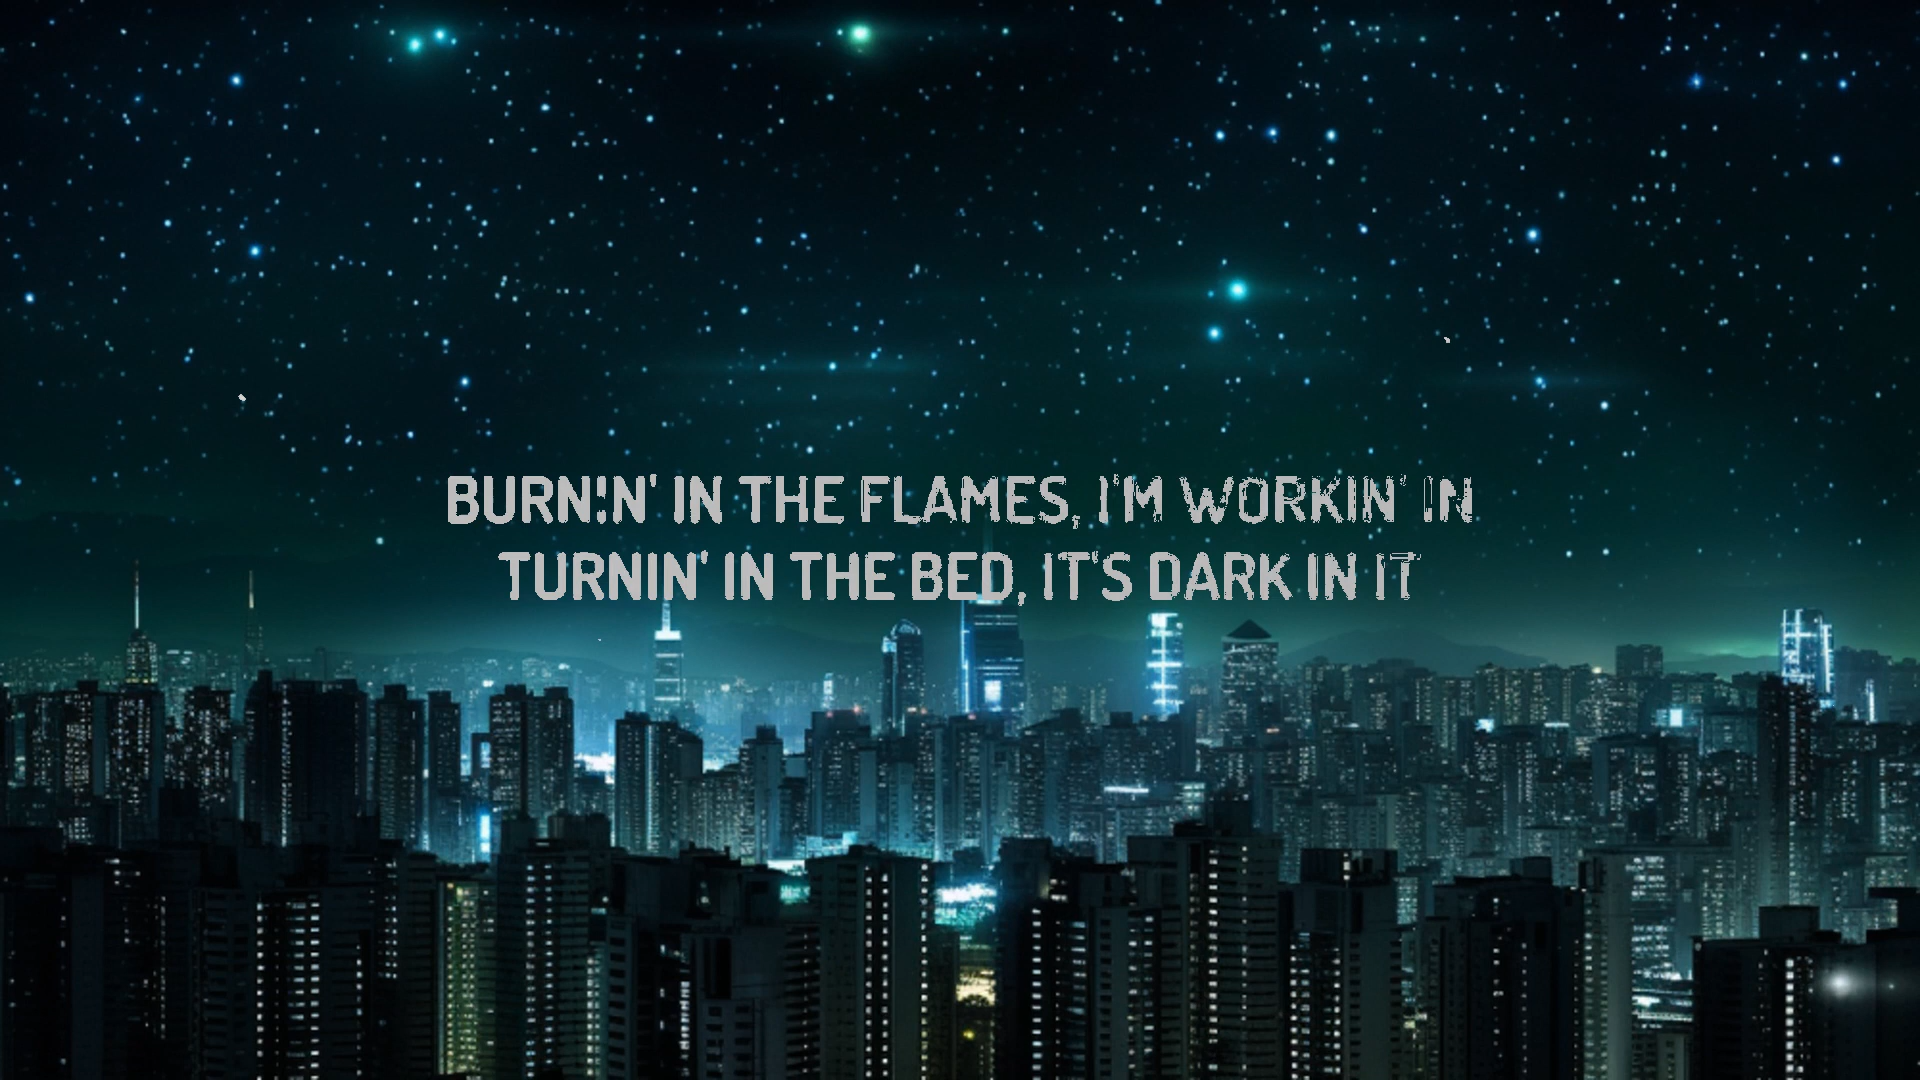 BURNIN' IN THE FLAMES, I'M WORKIN' IN
TURNIN' IN THE BED, IT'S DARK IN IT